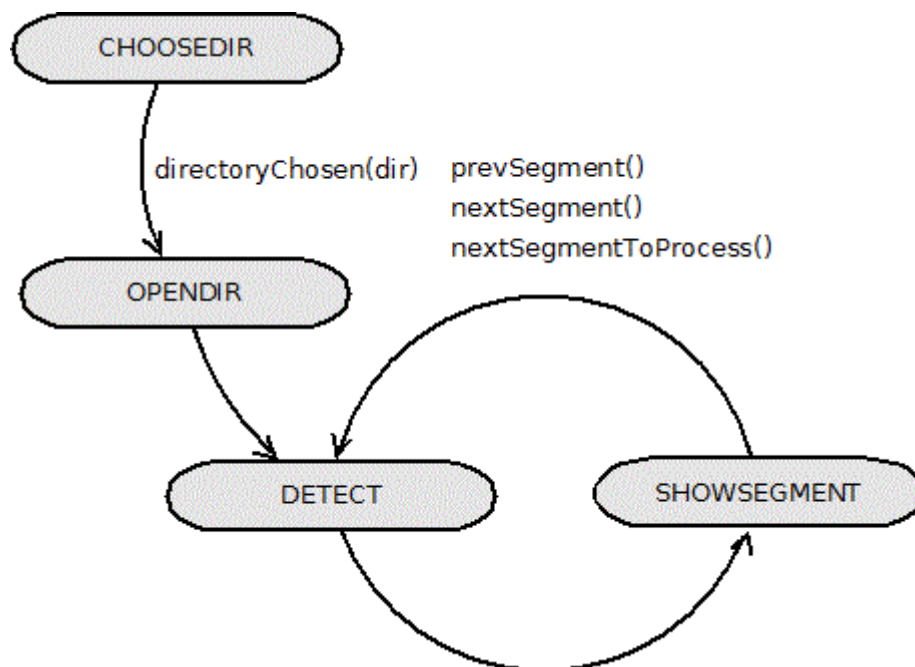 CHOOSEDIR
directoryChosen(dir)
prevSegment()
nextSegment()
nextSegmentToProcess()
OPENDIR
DETECT
SHOWSEGMENT